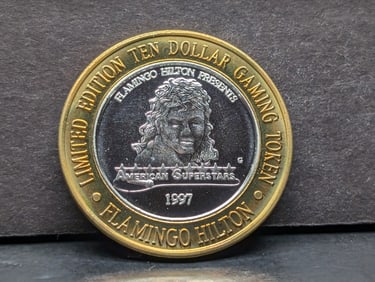 LIMITED EDITION TEN DOLLAR GAMING TOKEN
FLAMINGO HILTON PRESENTS
G
AMERICAN SUPERSTARS
1997
• FLAMINGO HILTON •